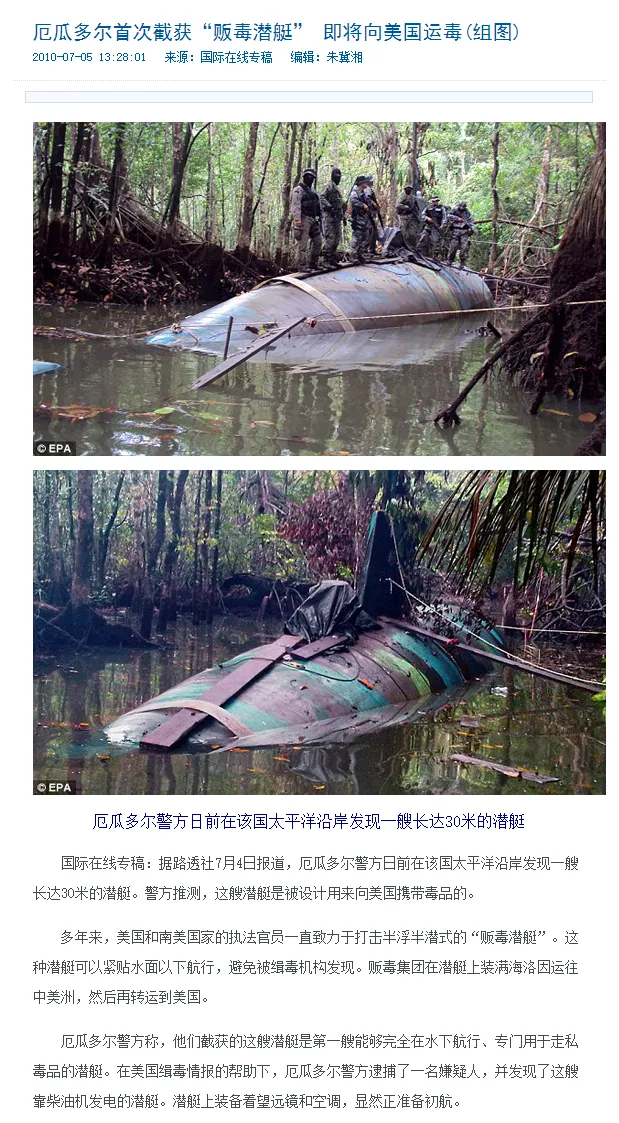 厄瓜多尔首次截获“贩毒潜艇” 即将向美国运毒(组图)
2010-07-05 13:28:01 来源：国际在线专稿 编辑：朱冀湘
© EPA
© EPA
厄瓜多尔警方日前在该国太平洋沿岸发现一艘长达30米的潜艇
国际在线专稿：据路透社7月4日报道，厄瓜多尔警方日前在该国太平洋沿岸发现一艘
长达30米的潜艇。警方推测，这艘潜艇是被设计用来向美国携带毒品的。
多年来，美国和南美国家的执法官员一直致力于打击半浮半潜式的“贩毒潜艇”。这
种潜艇可以紧贴水面以下航行，避免被缉毒机构发现。贩毒集团在潜艇上装满海洛因运往
中美洲，然后再转运到美国。
厄瓜多尔警方称，他们截获的这艘潜艇是第一艘能够完全在水下航行、专门用于走私
毒品的潜艇。在美国缉毒情报的帮助下，厄瓜多尔警方逮捕了一名嫌疑人，并发现了这艘
靠柴油机发电的潜艇。潜艇上装备着望远镜和空调，显然正准备初航。